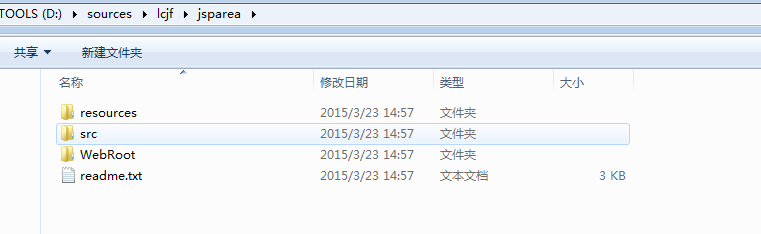 TOOLS (D:) sources lcjf jsparea
共享 新建文件夹
名称 修改日期 类型 大小
resources 2015/3/23 14:57 文件夹
src 2015/3/23 14:57 文件夹
WebRoot 2015/3/23 14:57 文件夹
readme.txt 2015/3/23 14:57 文本文档 3 KB